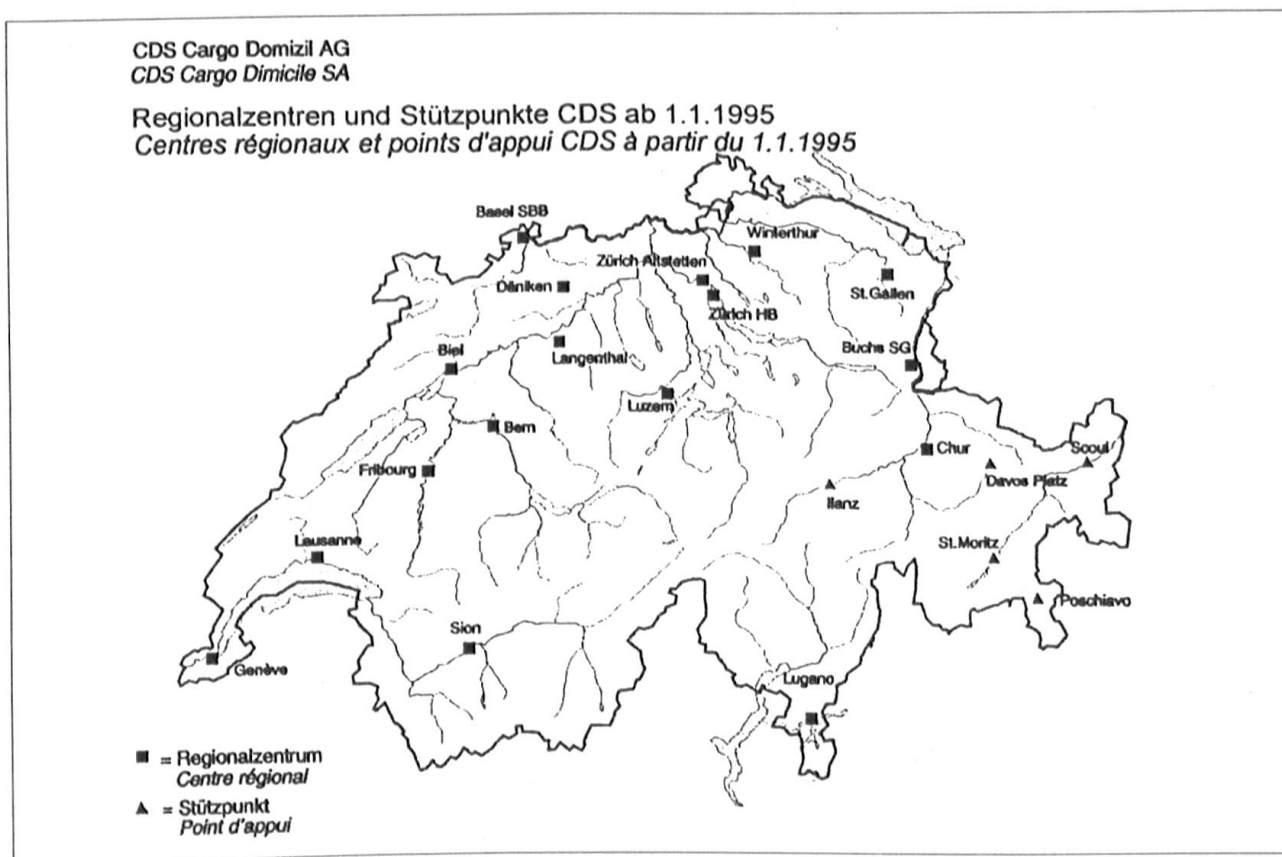 CDS Cargo Domizil AG
CDS Cargo Dimicile SA
Regionalzentren und Stützpunkte CDS ab 1.1.1995
Centres régionaux et points d'appui CDS à partir du 1.1.1995
Basel SBB
Winterthur
Zürich Altstetten
Däniken
St.Gallen
Zürich HB
Buchs SG
Biel
Langenthal
Luzern
Bern
Chur
Scoul
Fribourg
Davos Platz
Ilanz
Lausanne
St.Moritz
Poschiavo
Sion
Genève
Lugano
= Regionalzentrum
Centre régional
= Stützpunkt
Point d'appui